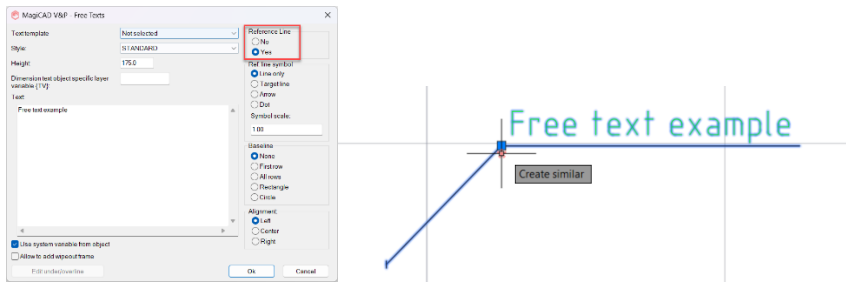 MagiCAD V&P - Free Texts
Text template
Not selected
Style:
STANDARD
Height:
175.0
Dimension text object specific layer
variable {TV}:
Text
Free text example
Use system variable from object
Allow to add wipeout frame
Edit under/overline
Reference Line
No
Yes
Ref line symbol
Line only
Target line
Arrow
Dot
Symbol scale:
1.00
Baseline
None
First row
All rows
Rectangle
Circle
Alignment
Left
Center
Right
Ok
Cancel
Free text example
Create similar